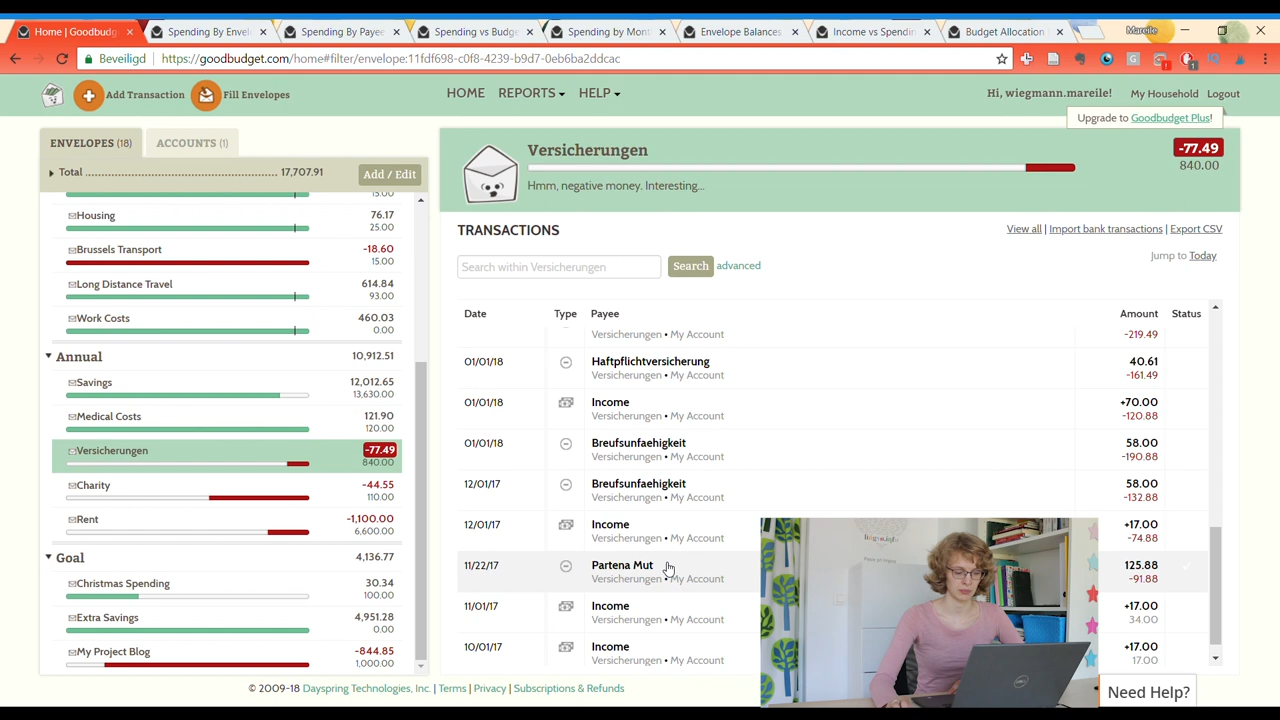 Home | Goodbudg
Spending By Envel
Spending By Payee
Spending vs Budg
Spending by Mont
Envelope Balances
Income vs Spendin
Budget Allocation
Mareile
Beveiligd
https://goodbudget.com/home#filter/envelope:11fdf698-c0f8-4239-b9d7-0eb6ba2ddcac
Add Transaction
Fill Envelopes
HOME
REPORTS
HELP
Hi, wiegmann.mareile!
My Household
Logout
Upgrade to Goodbudget Plus!
ENVELOPES (18)
ACCOUNTS (1)
Total 17,707.91
Add / Edit
15.00
Housing 76.17
25.00
Brussels Transport -18.60
15.00
Long Distance Travel 614.84
93.00
Work Costs 460.03
0.00
Annual 10,912.51
Savings 12,012.65
13,630.00
Medical Costs 121.90
120.00
Versicherungen -77.49
840.00
Charity -44.55
110.00
Rent -1,100.00
6,600.00
Goal 4,136.77
Christmas Spending 30.34
100.00
Extra Savings 4,951.28
0.00
My Project Blog -844.85
1,000.00
Versicherungen -77.49
840.00
Hmm, negative money. Interesting...
TRANSACTIONS
View all | Import bank transactions | Export CSV
Jump to Today
Search within Versicherungen Search advanced
Date Type Payee Amount Status
Versicherungen • My Account -219.49
01/01/18 Haftpflichtversicherung 40.61
Versicherungen • My Account -161.49
01/01/18 Income +70.00
Versicherungen • My Account -120.88
01/01/18 Breufsunfaehigkeit 58.00
Versicherungen • My Account -190.88
12/01/17 Breufsunfaehigkeit 58.00
Versicherungen • My Account -132.88
12/01/17 Income +17.00
Versicherungen • My Account -74.88
11/22/17 Partena Mut 125.88
Versicherungen • My Account -91.88
11/01/17 Income +17.00
Versicherungen • My Account 34.00
10/01/17 Income +17.00
Versicherungen • My Account 17.00
© 2009-18 Dayspring Technologies, Inc. | Terms | Privacy | Subscriptions & Refunds
Need Help?